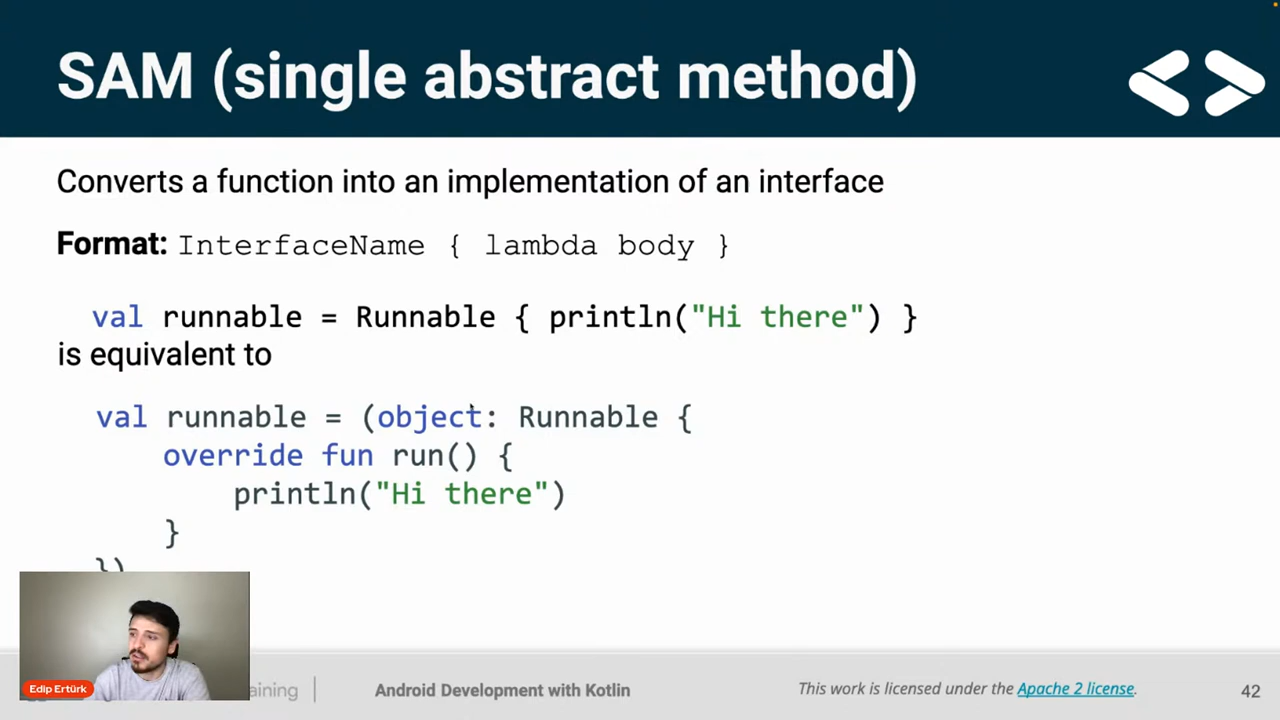 SAM (single abstract method)
Converts a function into an implementation of an interface
Format: InterfaceName { lambda body }
val runnable = Runnable { println("Hi there") }
is equivalent to
val runnable = (object: Runnable {
override fun run() {
println("Hi there")
}
})
Edip Ertürk
Android Development with Kotlin
This work is licensed under the Apache 2 license.
42